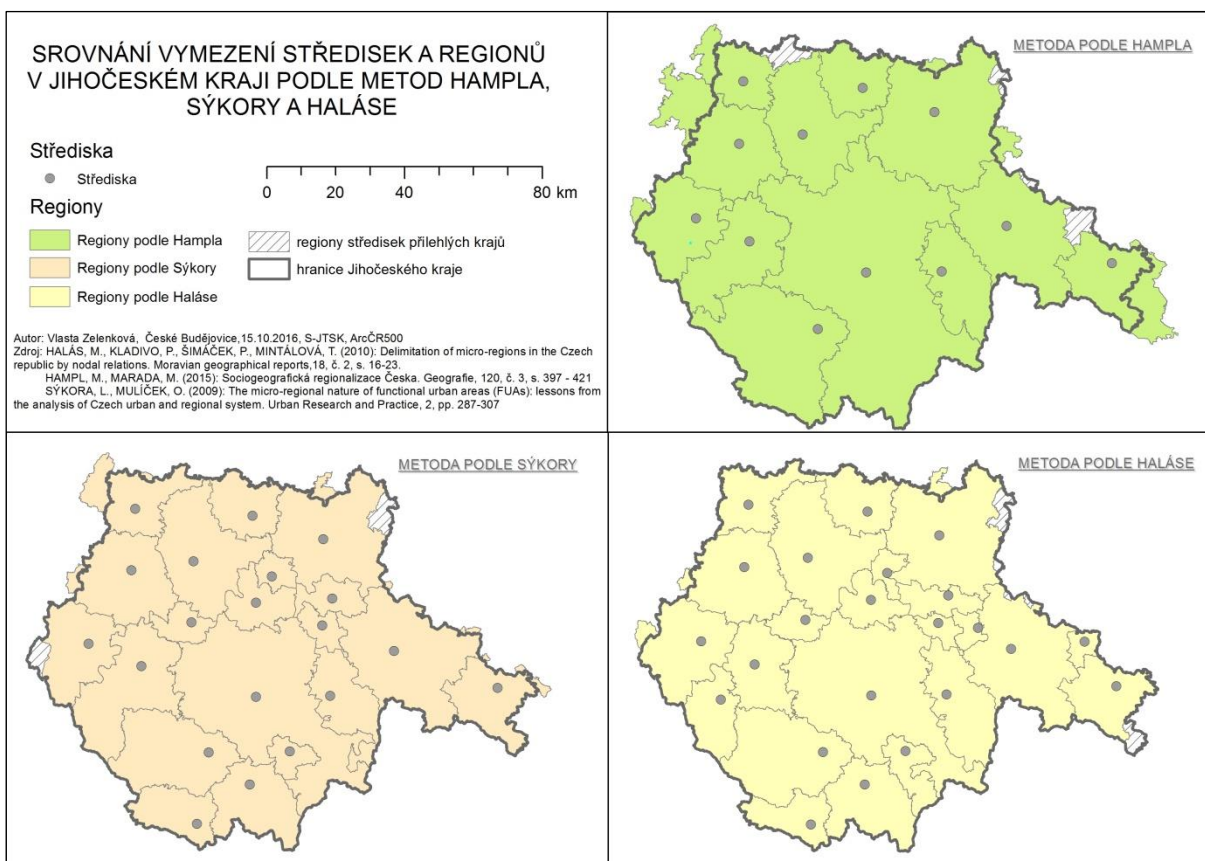 SROVNÁNÍ VYMEZENÍ STŘEDISEK A REGIONŮ
V JIHOČESKÉM KRAJI PODLE METOD HAMPLA,
SÝKORY A HALÁSE
Střediska
Střediska
0 20 40 60 80 km
Regiony
Regiony podle Hampla
Regiony podle Sýkory
Regiony podle Haláse
regiony středisek přilehlých krajů
hranice Jihočeského kraje
Autor: Vlasta Zelenková, České Budějovice,15.10.2016, S-JTSK, ArcČR500
Zdroj: HALÁS, M., KLADIVO, P., ŠIMÁČEK, P., MINTÁLOVÁ, T. (2010): Delimitation of micro-regions in the Czech
republic by nodal relations. Moravian geographical reports,18, č. 2, s. 16-23.
HAMPL, M., MARADA, M. (2015): Sociogeografická regionalizace Česka. Geografie, 120, č. 3, s. 397 - 421
SÝKORA, L., MULÍČEK, O. (2009): The micro-regional nature of functional urban areas (FUAs): lessons from
the analysis of Czech urban and regional system. Urban Research and Practice, 2, pp. 287-307
METODA PODLE HAMPLA
METODA PODLE SÝKORY
METODA PODLE HALÁSE